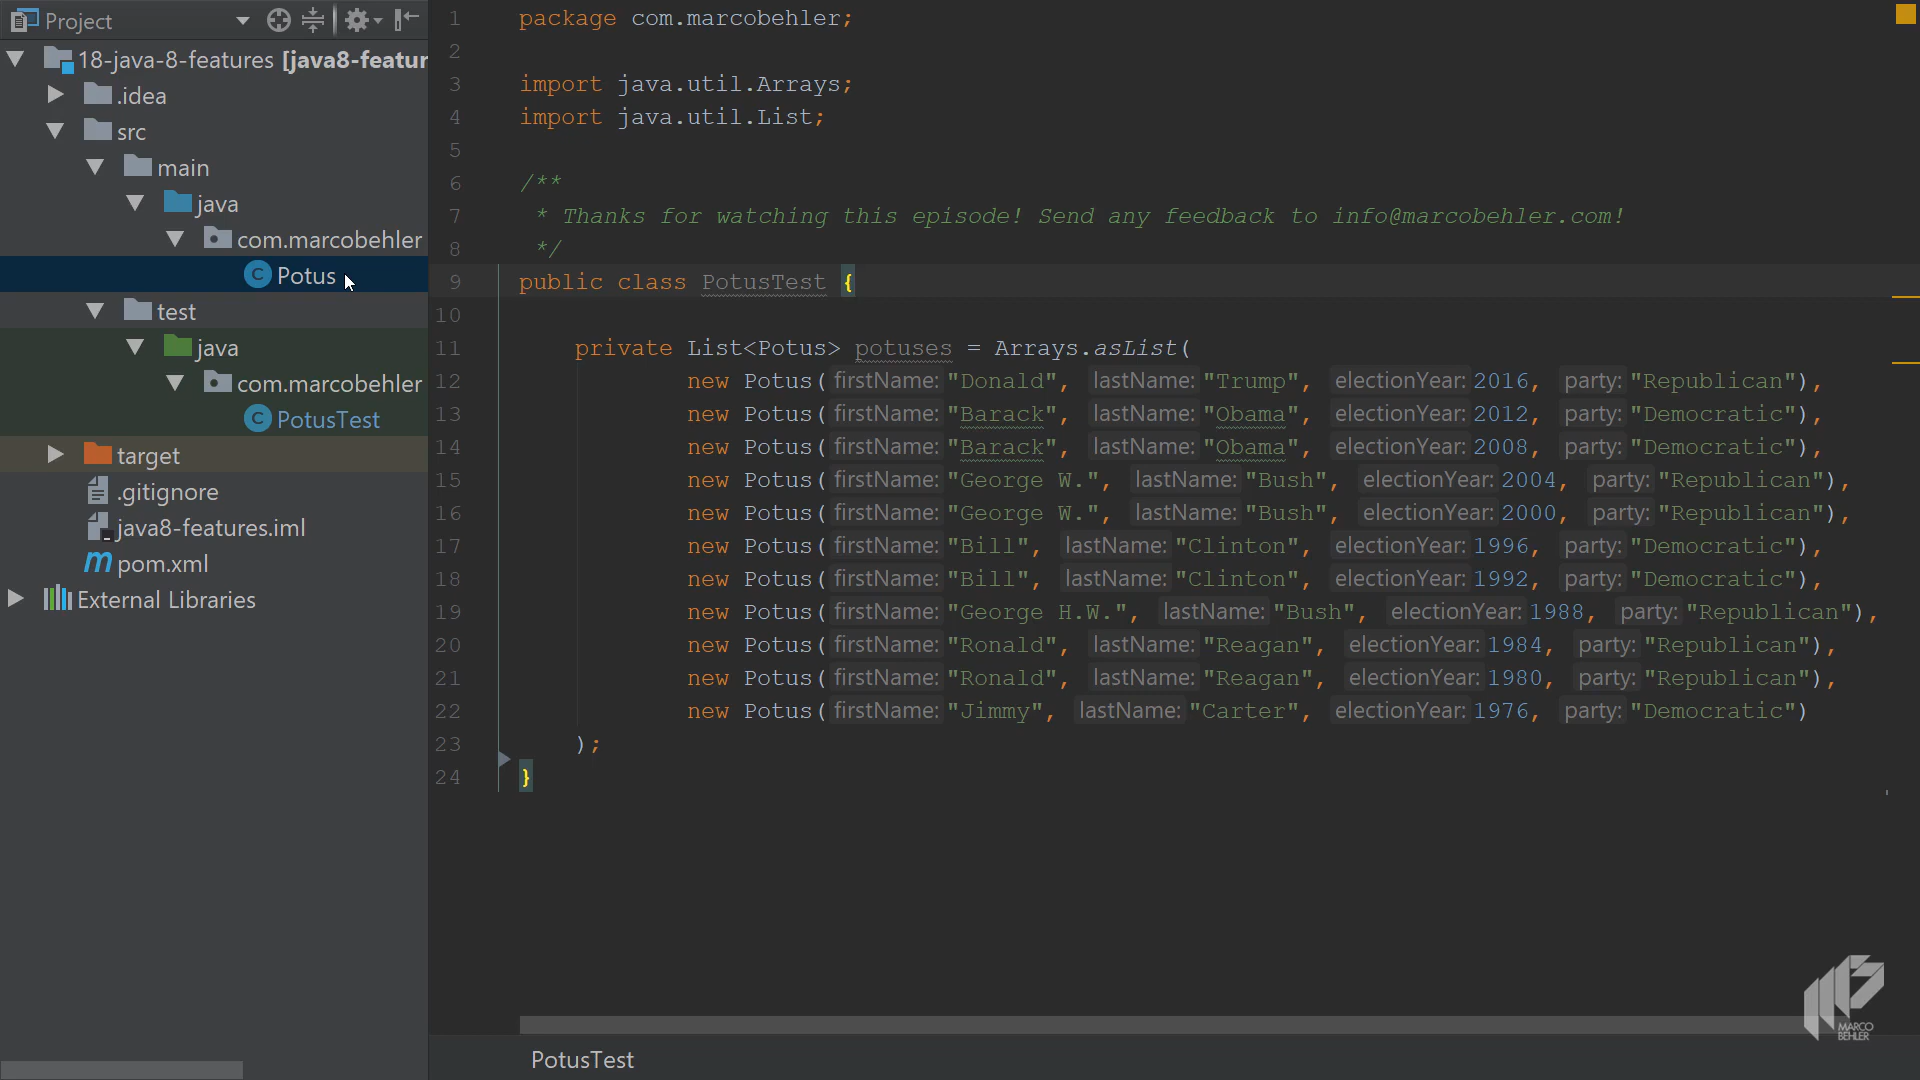 Project
18-java-8-features [java8-featur
.idea
src
main
java
com.marcobehler
C Potus
test
java
com.marcobehler
C PotusTest
target
.gitignore
java8-features.iml
m pom.xml
External Libraries
1 package com.marcobehler;
2
3 import java.util.Arrays;
4 import java.util.List;
5
6 /**
7 * Thanks for watching this episode! Send any feedback to info@marcobehler.com!
8 */
9 public class PotusTest {
10
11 private List<Potus> potuses = Arrays.asList(
12 new Potus( firstName: "Donald", lastName: "Trump", electionYear: 2016, party: "Republican"),
13 new Potus( firstName: "Barack", lastName: "Obama", electionYear: 2012, party: "Democratic"),
14 new Potus( firstName: "Barack", lastName: "Obama", electionYear: 2008, party: "Democratic"),
15 new Potus( firstName: "George W.", lastName: "Bush", electionYear: 2004, party: "Republican"),
16 new Potus( firstName: "George W.", lastName: "Bush", electionYear: 2000, party: "Republican"),
17 new Potus( firstName: "Bill", lastName: "Clinton", electionYear: 1996, party: "Democratic"),
18 new Potus( firstName: "Bill", lastName: "Clinton", electionYear: 1992, party: "Democratic"),
19 new Potus( firstName: "George H.W.", lastName: "Bush", electionYear: 1988, party: "Republican"),
20 new Potus( firstName: "Ronald", lastName: "Reagan", electionYear: 1984, party: "Republican"),
21 new Potus( firstName: "Ronald", lastName: "Reagan", electionYear: 1980, party: "Republican"),
22 new Potus( firstName: "Jimmy", lastName: "Carter", electionYear: 1976, party: "Democratic")
23 );
24 }
MARCO
BEHLER
PotusTest